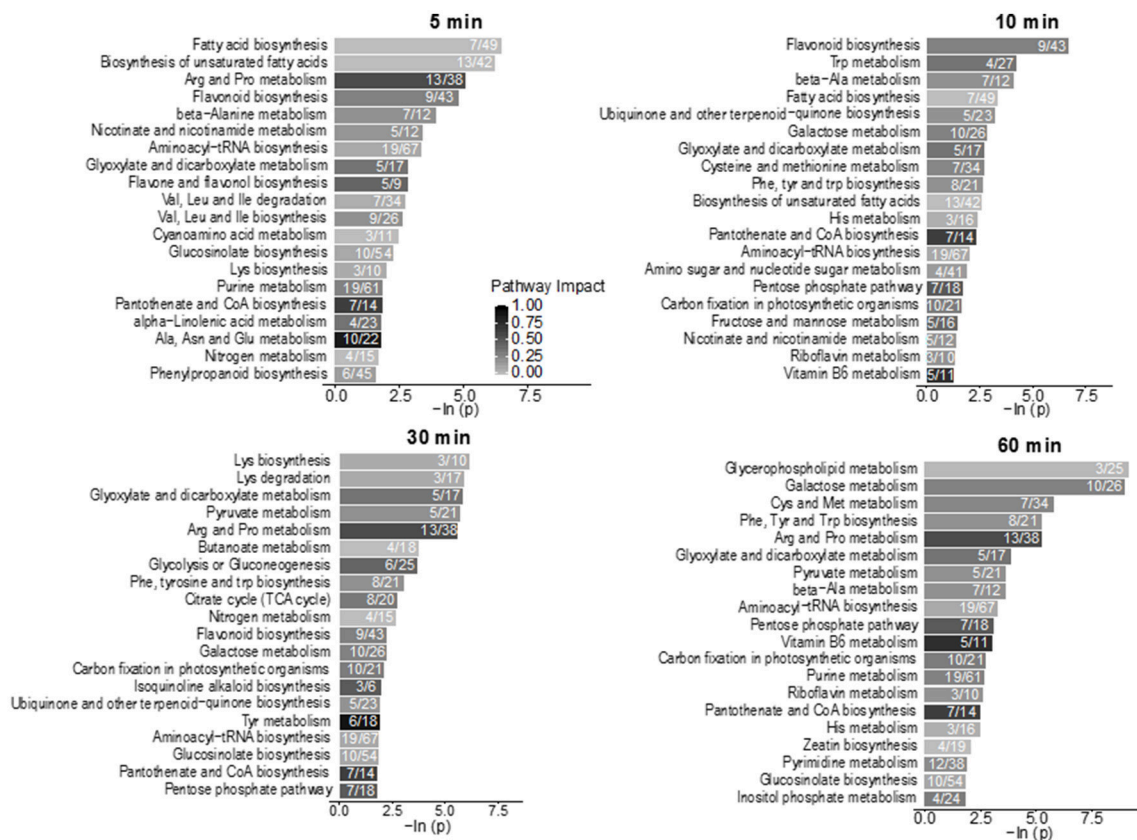 5 min
Fatty acid biosynthesis 7/49
Biosynthesis of unsaturated fatty acids 13/42
Arg and Pro metabolism 13/38
Flavonoid biosynthesis 9/43
beta-Alanine metabolism 7/12
Nicotinate and nicotinamide metabolism 5/12
Aminoacyl-tRNA biosynthesis 19/67
Glyoxylate and dicarboxylate metabolism 5/17
Flavone and flavonol biosynthesis 5/9
Val, Leu and Ile degradation 7/34
Val, Leu and Ile biosynthesis 9/26
Cyanoamino acid metabolism 3/11
Glucosinolate biosynthesis 10/54
Lys biosynthesis 3/10
Purine metabolism 19/61
Pantothenate and CoA biosynthesis 7/14
alpha-Linolenic acid metabolism 4/23
Ala, Asn and Glu metabolism 10/22
Nitrogen metabolism 4/15
Phenylpropanoid biosynthesis 6/45
0.0 2.5 5.0 7.5
-ln (p)
Pathway Impact
1.00
0.75
0.50
0.25
0.00
10 min
Flavonoid biosynthesis 9/43
Trp metabolism 4/27
beta-Ala metabolism 7/12
Fatty acid biosynthesis 7/49
Ubiquinone and other terpenoid-quinone biosynthesis 5/23
Galactose metabolism 10/26
Glyoxylate and dicarboxylate metabolism 5/17
Cysteine and methionine metabolism 7/34
Phe, tyr and trp biosynthesis 8/21
Biosynthesis of unsaturated fatty acids 13/42
His metabolism 3/16
Pantothenate and CoA biosynthesis 7/14
Aminoacyl-tRNA biosynthesis 19/67
Amino sugar and nucleotide sugar metabolism 4/41
Pentose phosphate pathway 7/18
Carbon fixation in photosynthetic organisms 10/21
Fructose and mannose metabolism 5/16
Nicotinate and nicotinamide metabolism 5/12
Riboflavin metabolism 3/10
Vitamin B6 metabolism 5/11
0.0 2.5 5.0 7.5
-ln (p)
30 min
Lys biosynthesis 3/10
Lys degradation 3/17
Glyoxylate and dicarboxylate metabolism 5/17
Pyruvate metabolism 5/21
Arg and Pro metabolism 13/38
Butanoate metabolism 4/18
Glycolysis or Gluconeogenesis 6/25
Phe, tyrosine and trp biosynthesis 8/21
Citrate cycle (TCA cycle) 8/20
Nitrogen metabolism 4/15
Flavonoid biosynthesis 9/43
Galactose metabolism 10/26
Carbon fixation in photosynthetic organisms 10/21
Isoquinoline alkaloid biosynthesis 3/6
Ubiquinone and other terpenoid-quinone biosynthesis 5/23
Tyr metabolism 6/18
Aminoacyl-tRNA biosynthesis 19/67
Glucosinolate biosynthesis 10/54
Pantothenate and CoA biosynthesis 7/14
Pentose phosphate pathway 7/18
0.0 2.5 5.0 7.5
-ln (p)
60 min
Glycerophospholipid metabolism 3/25
Galactose metabolism 10/26
Cys and Met metabolism 7/34
Phe, Tyr and Trp biosynthesis 8/21
Arg and Pro metabolism 13/38
Glyoxylate and dicarboxylate metabolism 5/17
Pyruvate metabolism 5/21
beta-Ala metabolism 7/12
Aminoacyl-tRNA biosynthesis 19/67
Pentose phosphate pathway 7/18
Vitamin B6 metabolism 5/11
Carbon fixation in photosynthetic organisms 10/21
Purine metabolism 19/61
Riboflavin metabolism 3/10
Pantothenate and CoA biosynthesis 7/14
His metabolism 3/16
Zeatin biosynthesis 4/19
Pyrimidine metabolism 12/38
Glucosinolate biosynthesis 10/54
Inositol phosphate metabolism 4/24
0.0 2.5 5.0 7.5
-ln (p)